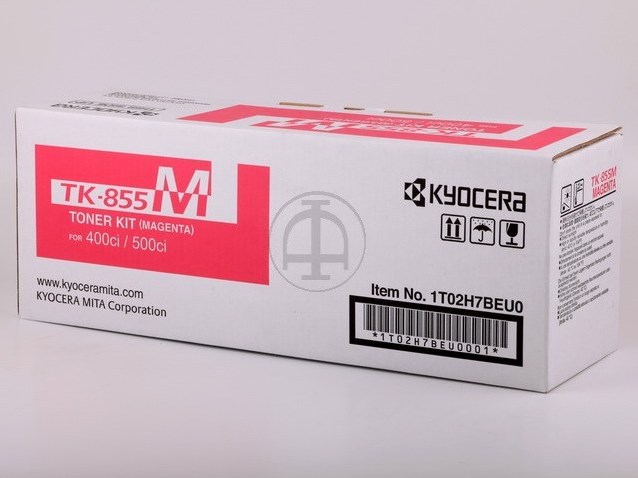 TK-855 M
TONER KIT (MAGENTA)
FOR 400ci / 500ci
www.kyoceramita.com
KYOCERA MITA Corporation
KYOCERA
Item No. 1T02H7BEU0
*1T02H7BEU0001*
TK-855M
MAGENTA
KYOCERA